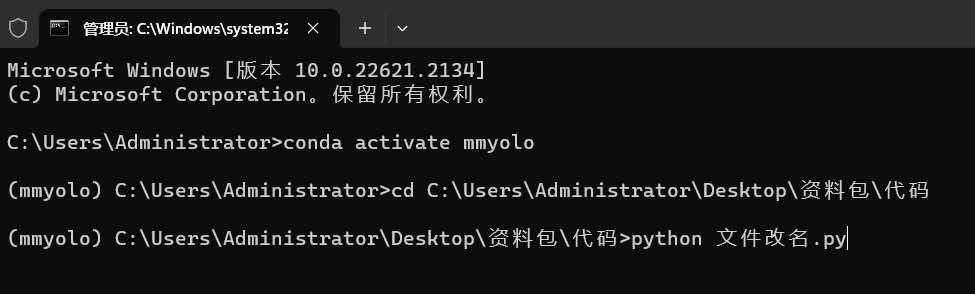 管理员: C:\Windows\system32
Microsoft Windows [版本 10.0.22621.2134]
(c) Microsoft Corporation。保留所有权利。
C:\Users\Administrator>conda activate mmyolo
(mmyolo) C:\Users\Administrator>cd C:\Users\Administrator\Desktop\资料包\代码
(mmyolo) C:\Users\Administrator\Desktop\资料包\代码>python 文件改名.py